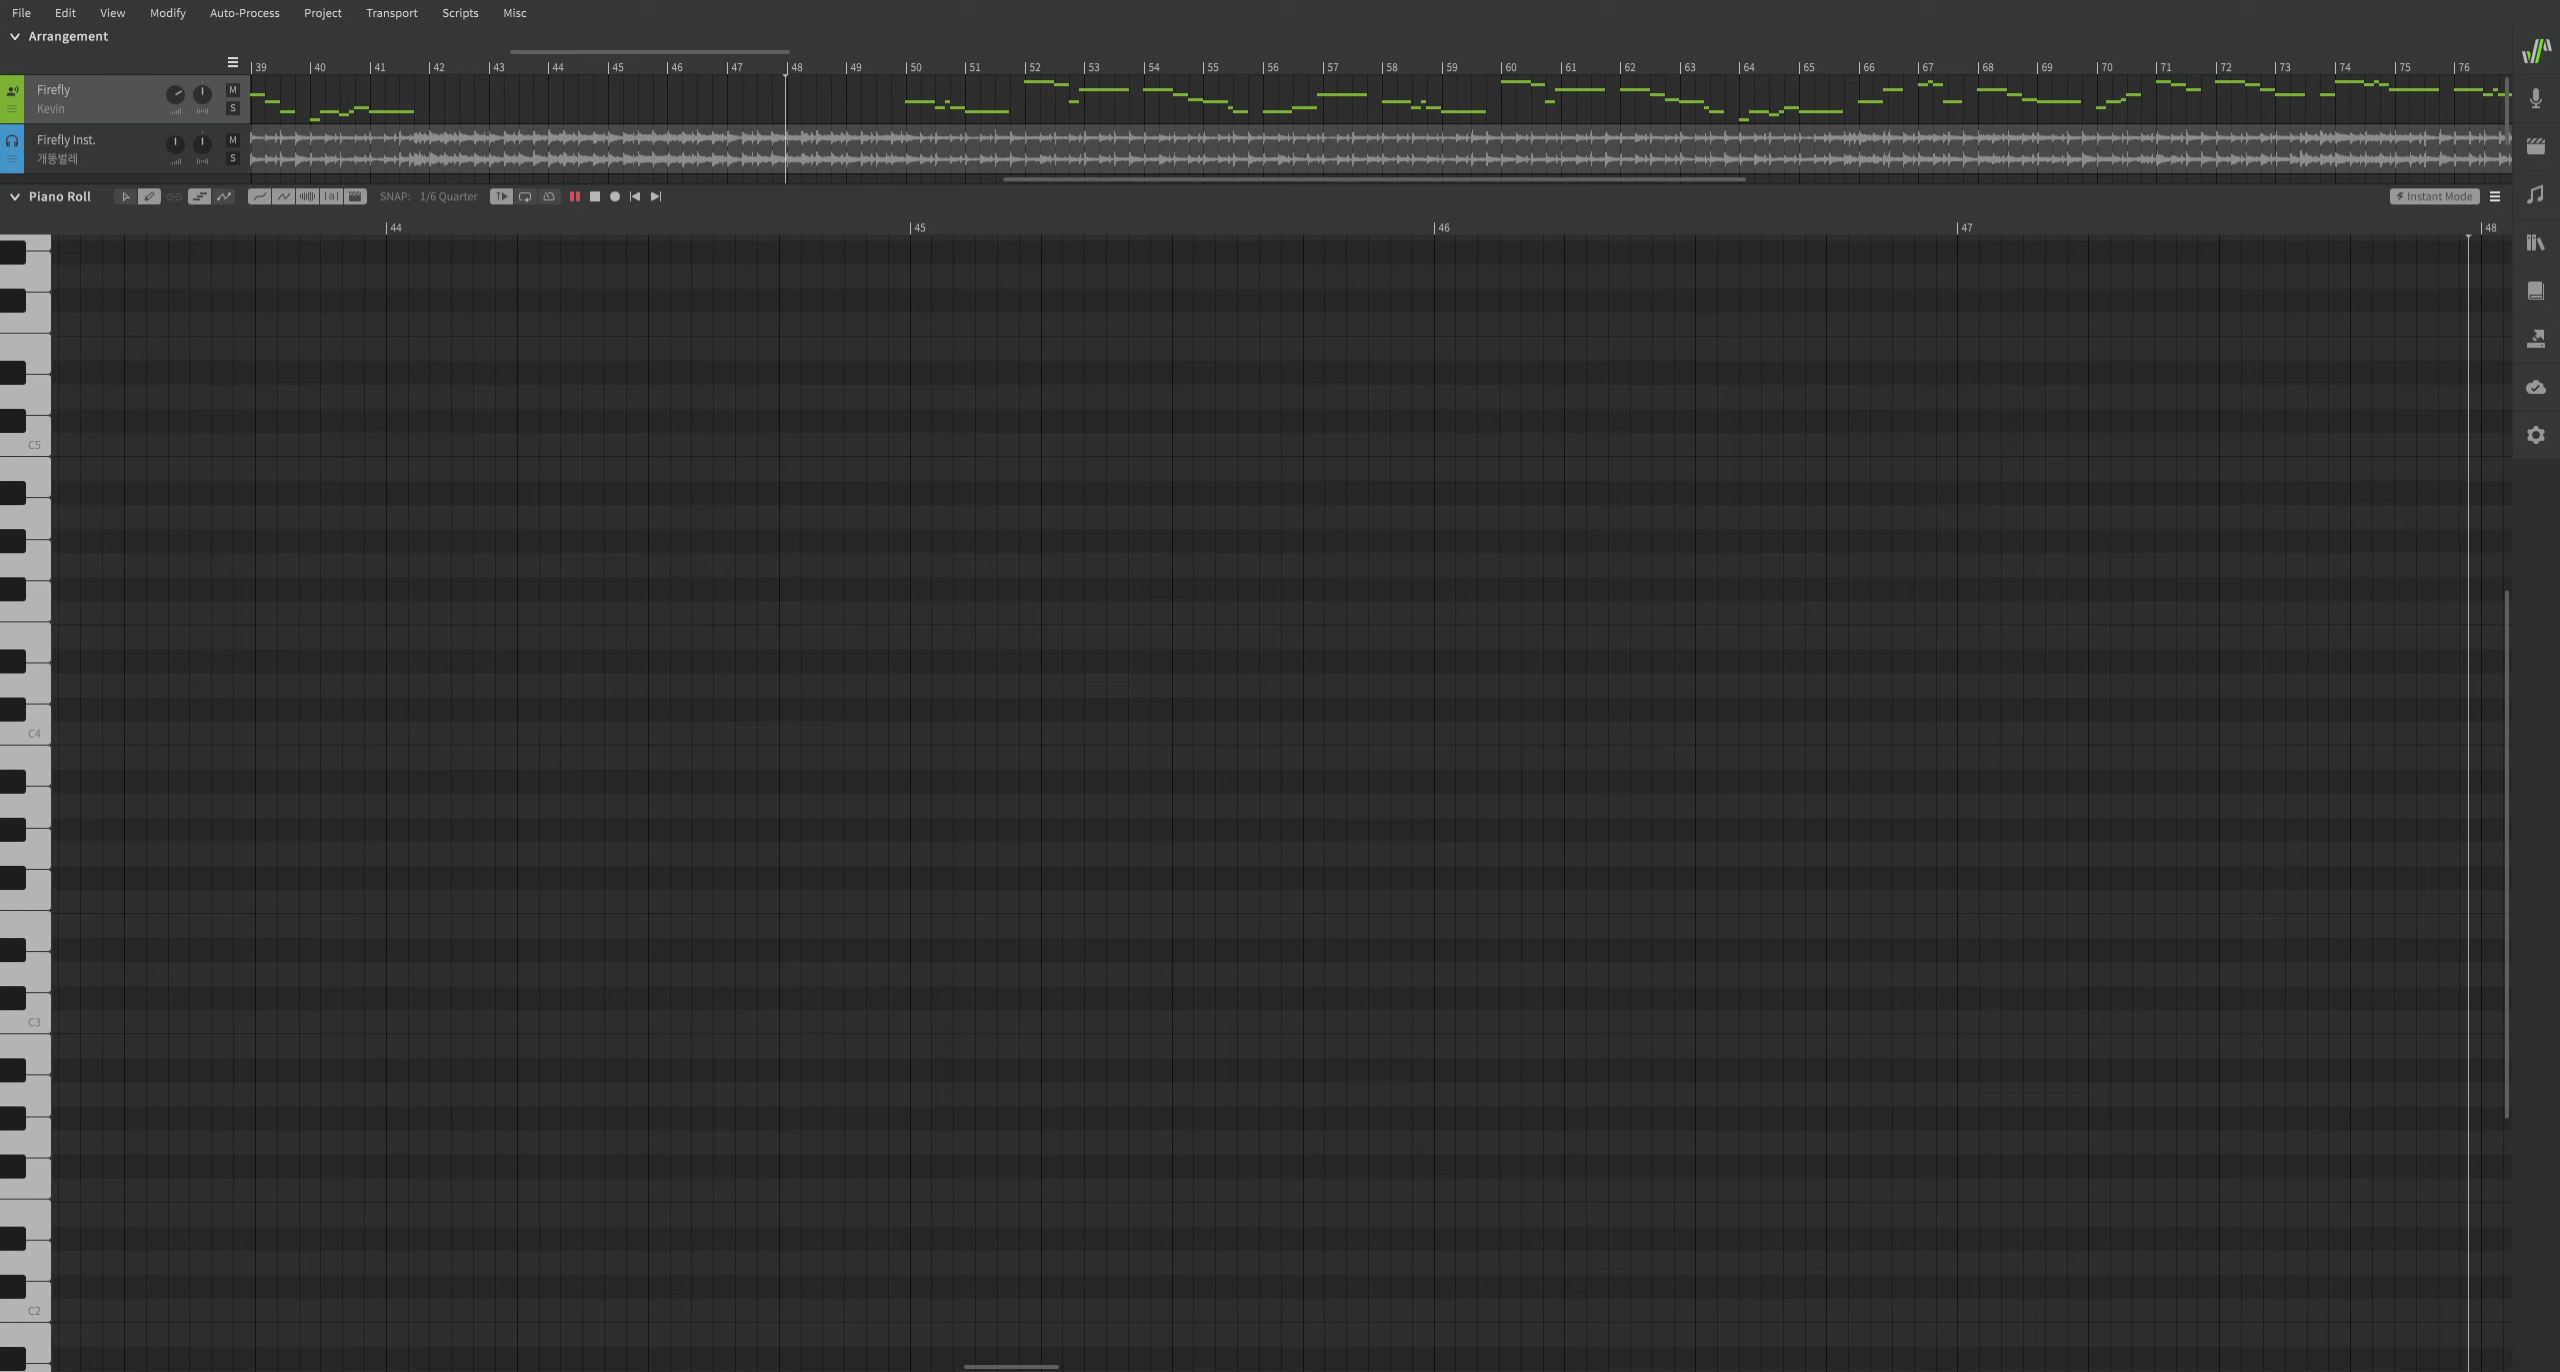 File Edit View Modify Auto-Process Project Transport Scripts Misc
Arrangement
39 40 41 42 43 44 45 46 47 48 49 50 51 52 53 54 55 56 57 58 59 60 61 62 63 64 65 66 67 68 69 70 71 72 73 74 75 76
Firefly M
Kevin S
Firefly Inst. M
개똥벌레 S
Piano Roll SNAP: 1/6 Quarter Instant Mode
44 45 46 47 48
C5
C4
C3
C2